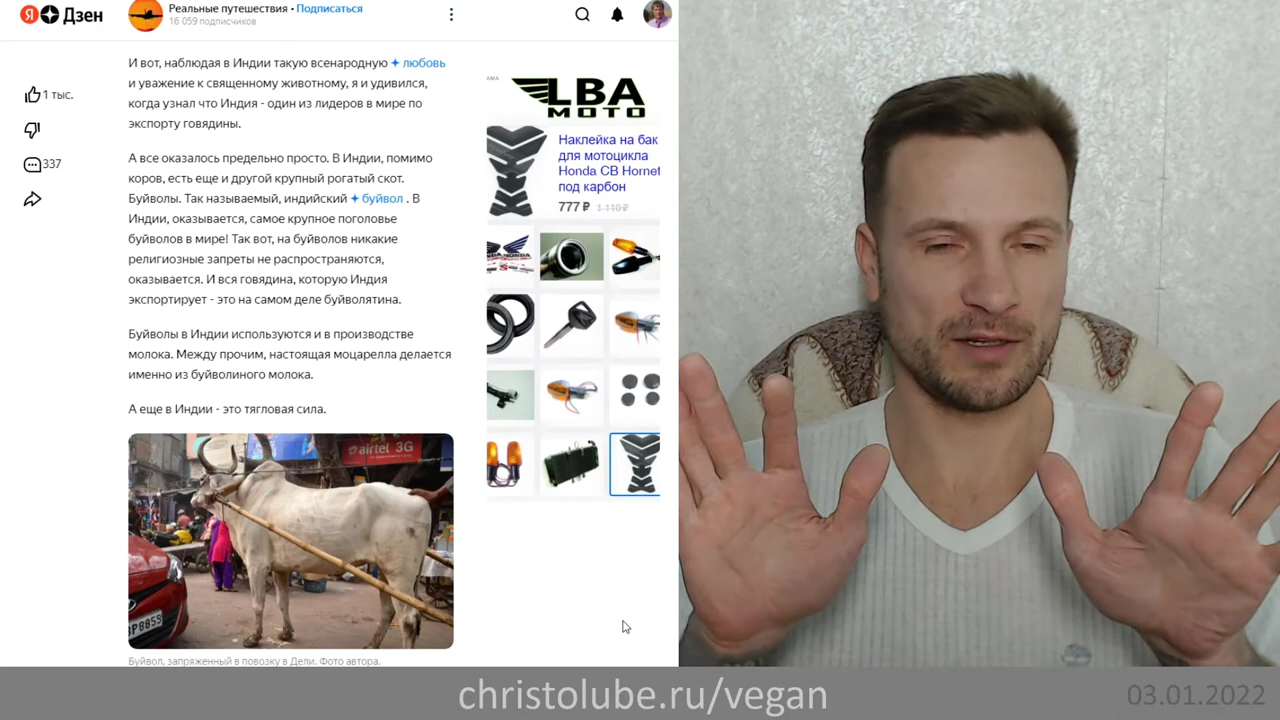 Я Дзен
Реальные путешествия • Подписаться
16 059 подписчиков
1 тыс.
337
И вот, наблюдая в Индии такую всенародную любовь
и уважение к священному животному, я и удивился,
когда узнал что Индия - один из лидеров в мире по
экспорту говядины.
А все оказалось предельно просто. В Индии, помимо
коров, есть еще и другой крупный рогатый скот.
Буйволы. Так называемый, индийский буйвол . В
Индии, оказывается, самое крупное поголовье
буйволов в мире! Так вот, на буйволов никакие
религиозные запреты не распространяются,
оказывается. И вся говядина, которую Индия
экспортирует - это на самом деле буйволятина.
Буйволы в Индии используются и в производстве
молока. Между прочим, настоящая моцарелла делается
именно из буйволиного молока.
А еще в Индии - это тягловая сила.
airtel 3G
8855
Буйвол, запряженный в повозку в Дели. Фото автора.
LBA
MOTO
Наклейка на бак
для мотоцикла
Honda CB Hornet
под карбон
777 ₽ 1 110 ₽
christolube.ru/vegan
03.01.2022